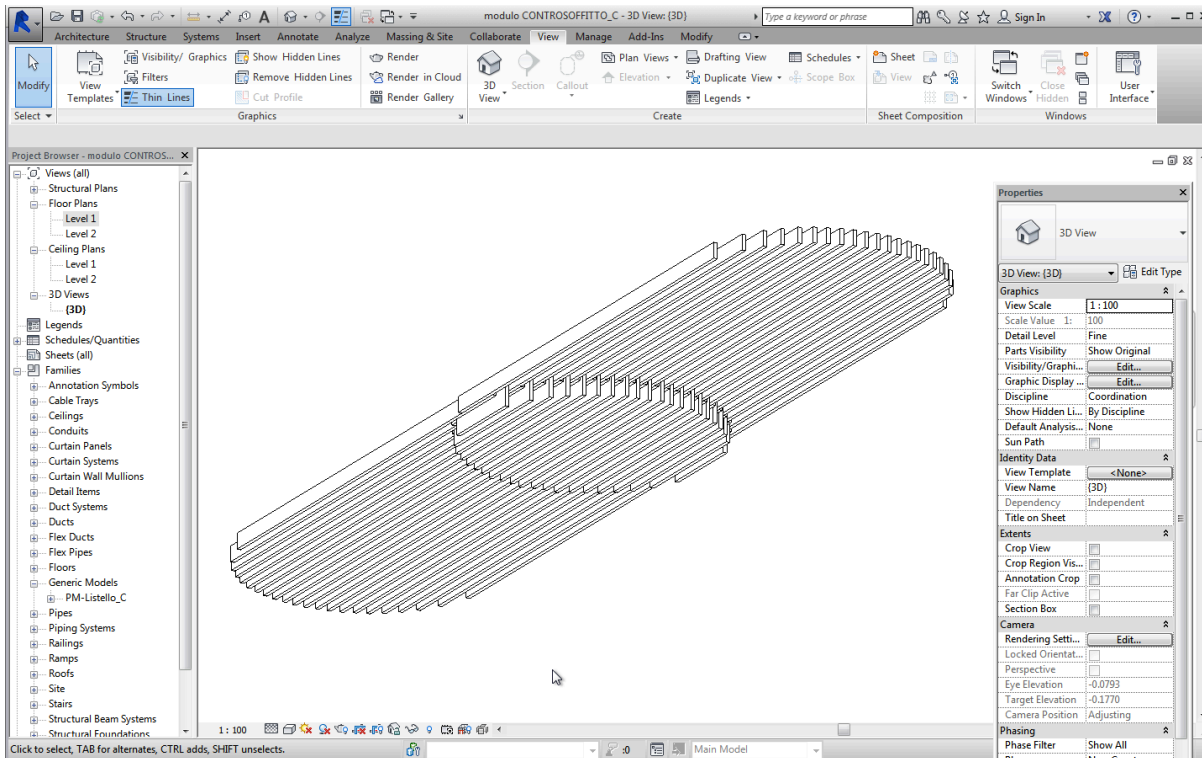 modulo CONTROSOFFITTO_C - 3D View: {3D}
Type a keyword or phrase
Sign In
Architecture Structure Systems Insert Annotate Analyze Massing & Site Collaborate View Manage Add-Ins Modify
Modify
View
Templates
Visibility/ Graphics
Filters
Thin Lines
Show Hidden Lines
Remove Hidden Lines
Cut Profile
Render
Render in Cloud
Render Gallery
3D
View
Section
Callout
Plan Views
Elevation
Drafting View
Duplicate View
Legends
Schedules
Scope Box
Sheet
View
Switch
Windows
Close
Hidden
User
Interface
Select
Graphics
Create
Sheet Composition
Windows
Project Browser - modulo CONTROS...
Views (all)
Structural Plans
Floor Plans
Level 1
Level 2
Ceiling Plans
Level 1
Level 2
3D Views
{3D}
Legends
Schedules/Quantities
Sheets (all)
Families
Annotation Symbols
Cable Trays
Ceilings
Conduits
Curtain Panels
Curtain Systems
Curtain Wall Mullions
Detail Items
Duct Systems
Ducts
Flex Ducts
Flex Pipes
Floors
Generic Models
PM-Listello_C
Pipes
Piping Systems
Railings
Ramps
Roofs
Site
Stairs
Structural Beam Systems
Structural Foundations
Properties
3D View
3D View: {3D} Edit Type
Graphics
View Scale 1 : 100
Scale Value 1: 100
Detail Level Fine
Parts Visibility Show Original
Visibility/Graphi... Edit...
Graphic Display ... Edit...
Discipline Coordination
Show Hidden Li... By Discipline
Default Analysis... None
Sun Path
Identity Data
View Template <None>
View Name {3D}
Dependency Independent
Title on Sheet
Extents
Crop View
Crop Region Vis...
Annotation Crop
Far Clip Active
Section Box
Camera
Rendering Setti... Edit...
Locked Orientat...
Perspective
Eye Elevation -0.0793
Target Elevation -0.1770
Camera Position Adjusting
Phasing
Phase Filter Show All
1 : 100
Click to select, TAB for alternates, CTRL adds, SHIFT unselects.
:0
Main Model